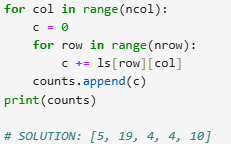 for col in range(ncol):
    c = 0
    for row in range(nrow):
        c += ls[row][col]
    counts.append(c)
print(counts)

# SOLUTION: [5, 19, 4, 4, 10]